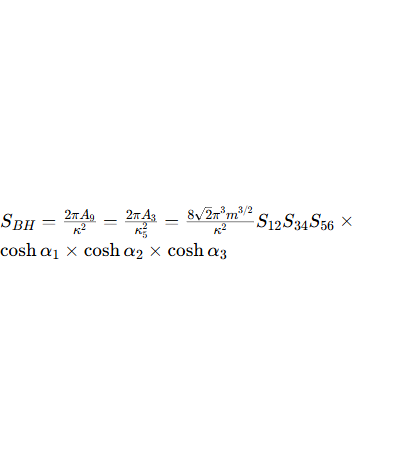 $S_{BH} = \frac{2\pi A_9}{\kappa^2} = \frac{2\pi A_3}{\kappa_5^2} = \frac{8\sqrt{2}\pi^3 m^{3/2}}{\kappa^2} S_{12} S_{34} S_{56} \times$
$\cosh \alpha_1 \times \cosh \alpha_2 \times \cosh \alpha_3$